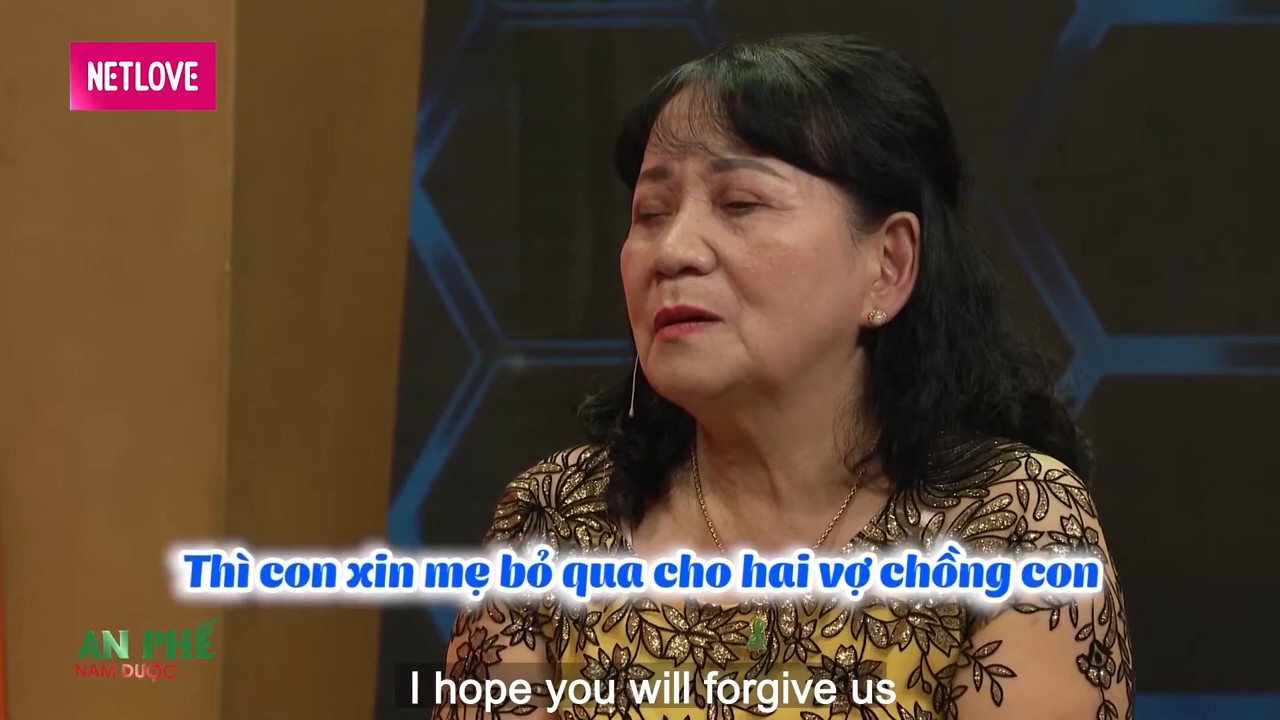 NETLOVE
Thì con xin mẹ bỏ qua cho hai vợ chồng con
AN PHẾ
NAM DƯỢC
I hope you will forgive us